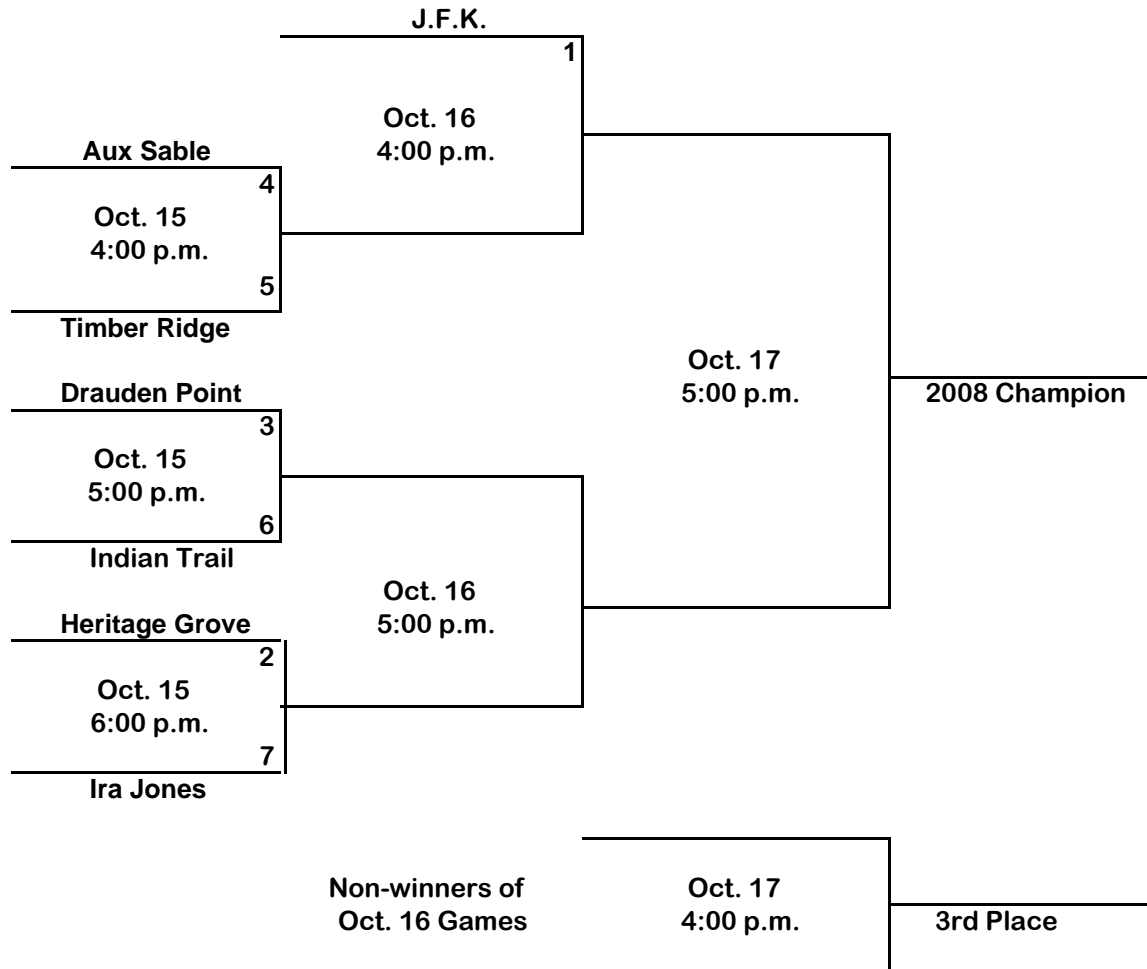 J.F.K.
1
Oct. 16
4:00 p.m.
Aux Sable
4
Oct. 15
4:00 p.m.
5
Timber Ridge
Oct. 17
5:00 p.m.
2008 Champion
Drauden Point
3
Oct. 15
5:00 p.m.
6
Indian Trail
Oct. 16
5:00 p.m.
Heritage Grove
2
Oct. 15
6:00 p.m.
7
Ira Jones
Non-winners of
Oct. 16 Games
Oct. 17
4:00 p.m.
3rd Place